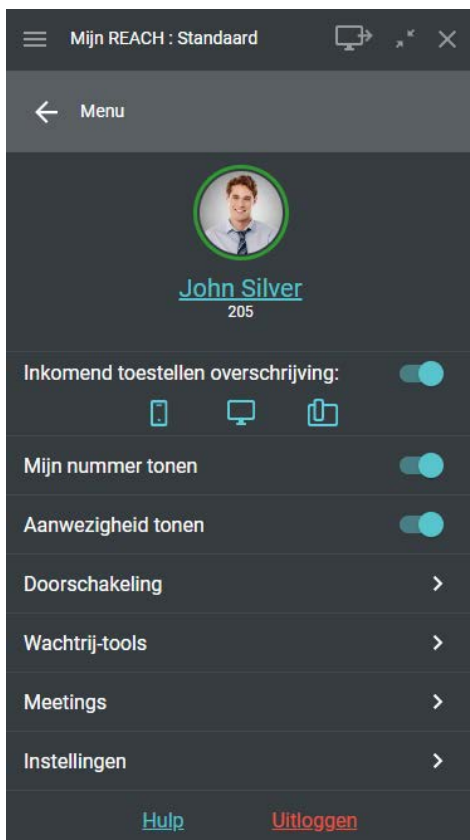 Mijn REACH : Standaard
Menu
John Silver
205
Inkomend toestellen overschrijving:
Mijn nummer tonen
Aanwezigheid tonen
Doorschakeling
Wachtrij-tools
Meetings
Instellingen
Hulp Uitloggen